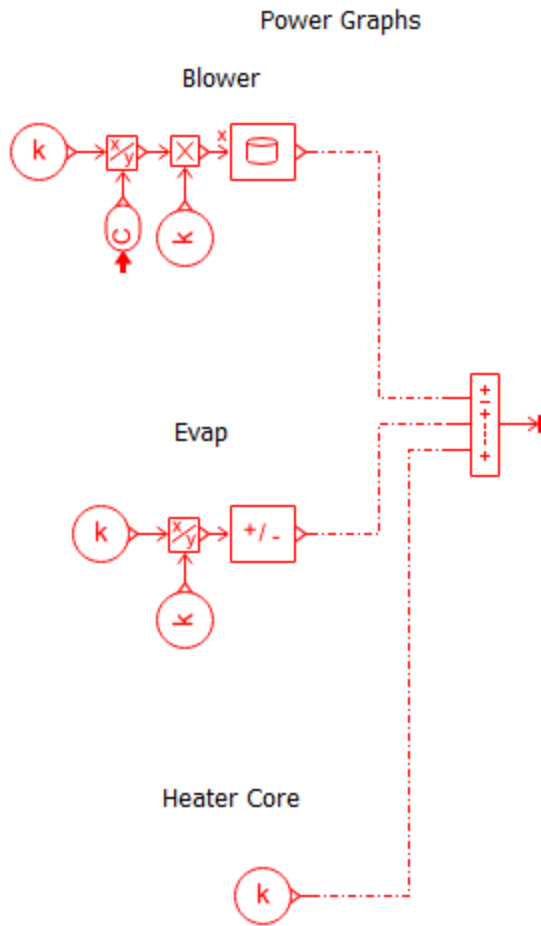 Power Graphs
Blower
k
x/y
x
C
k
+
+
+
Evap
k
x/y
+/-
k
Heater Core
k